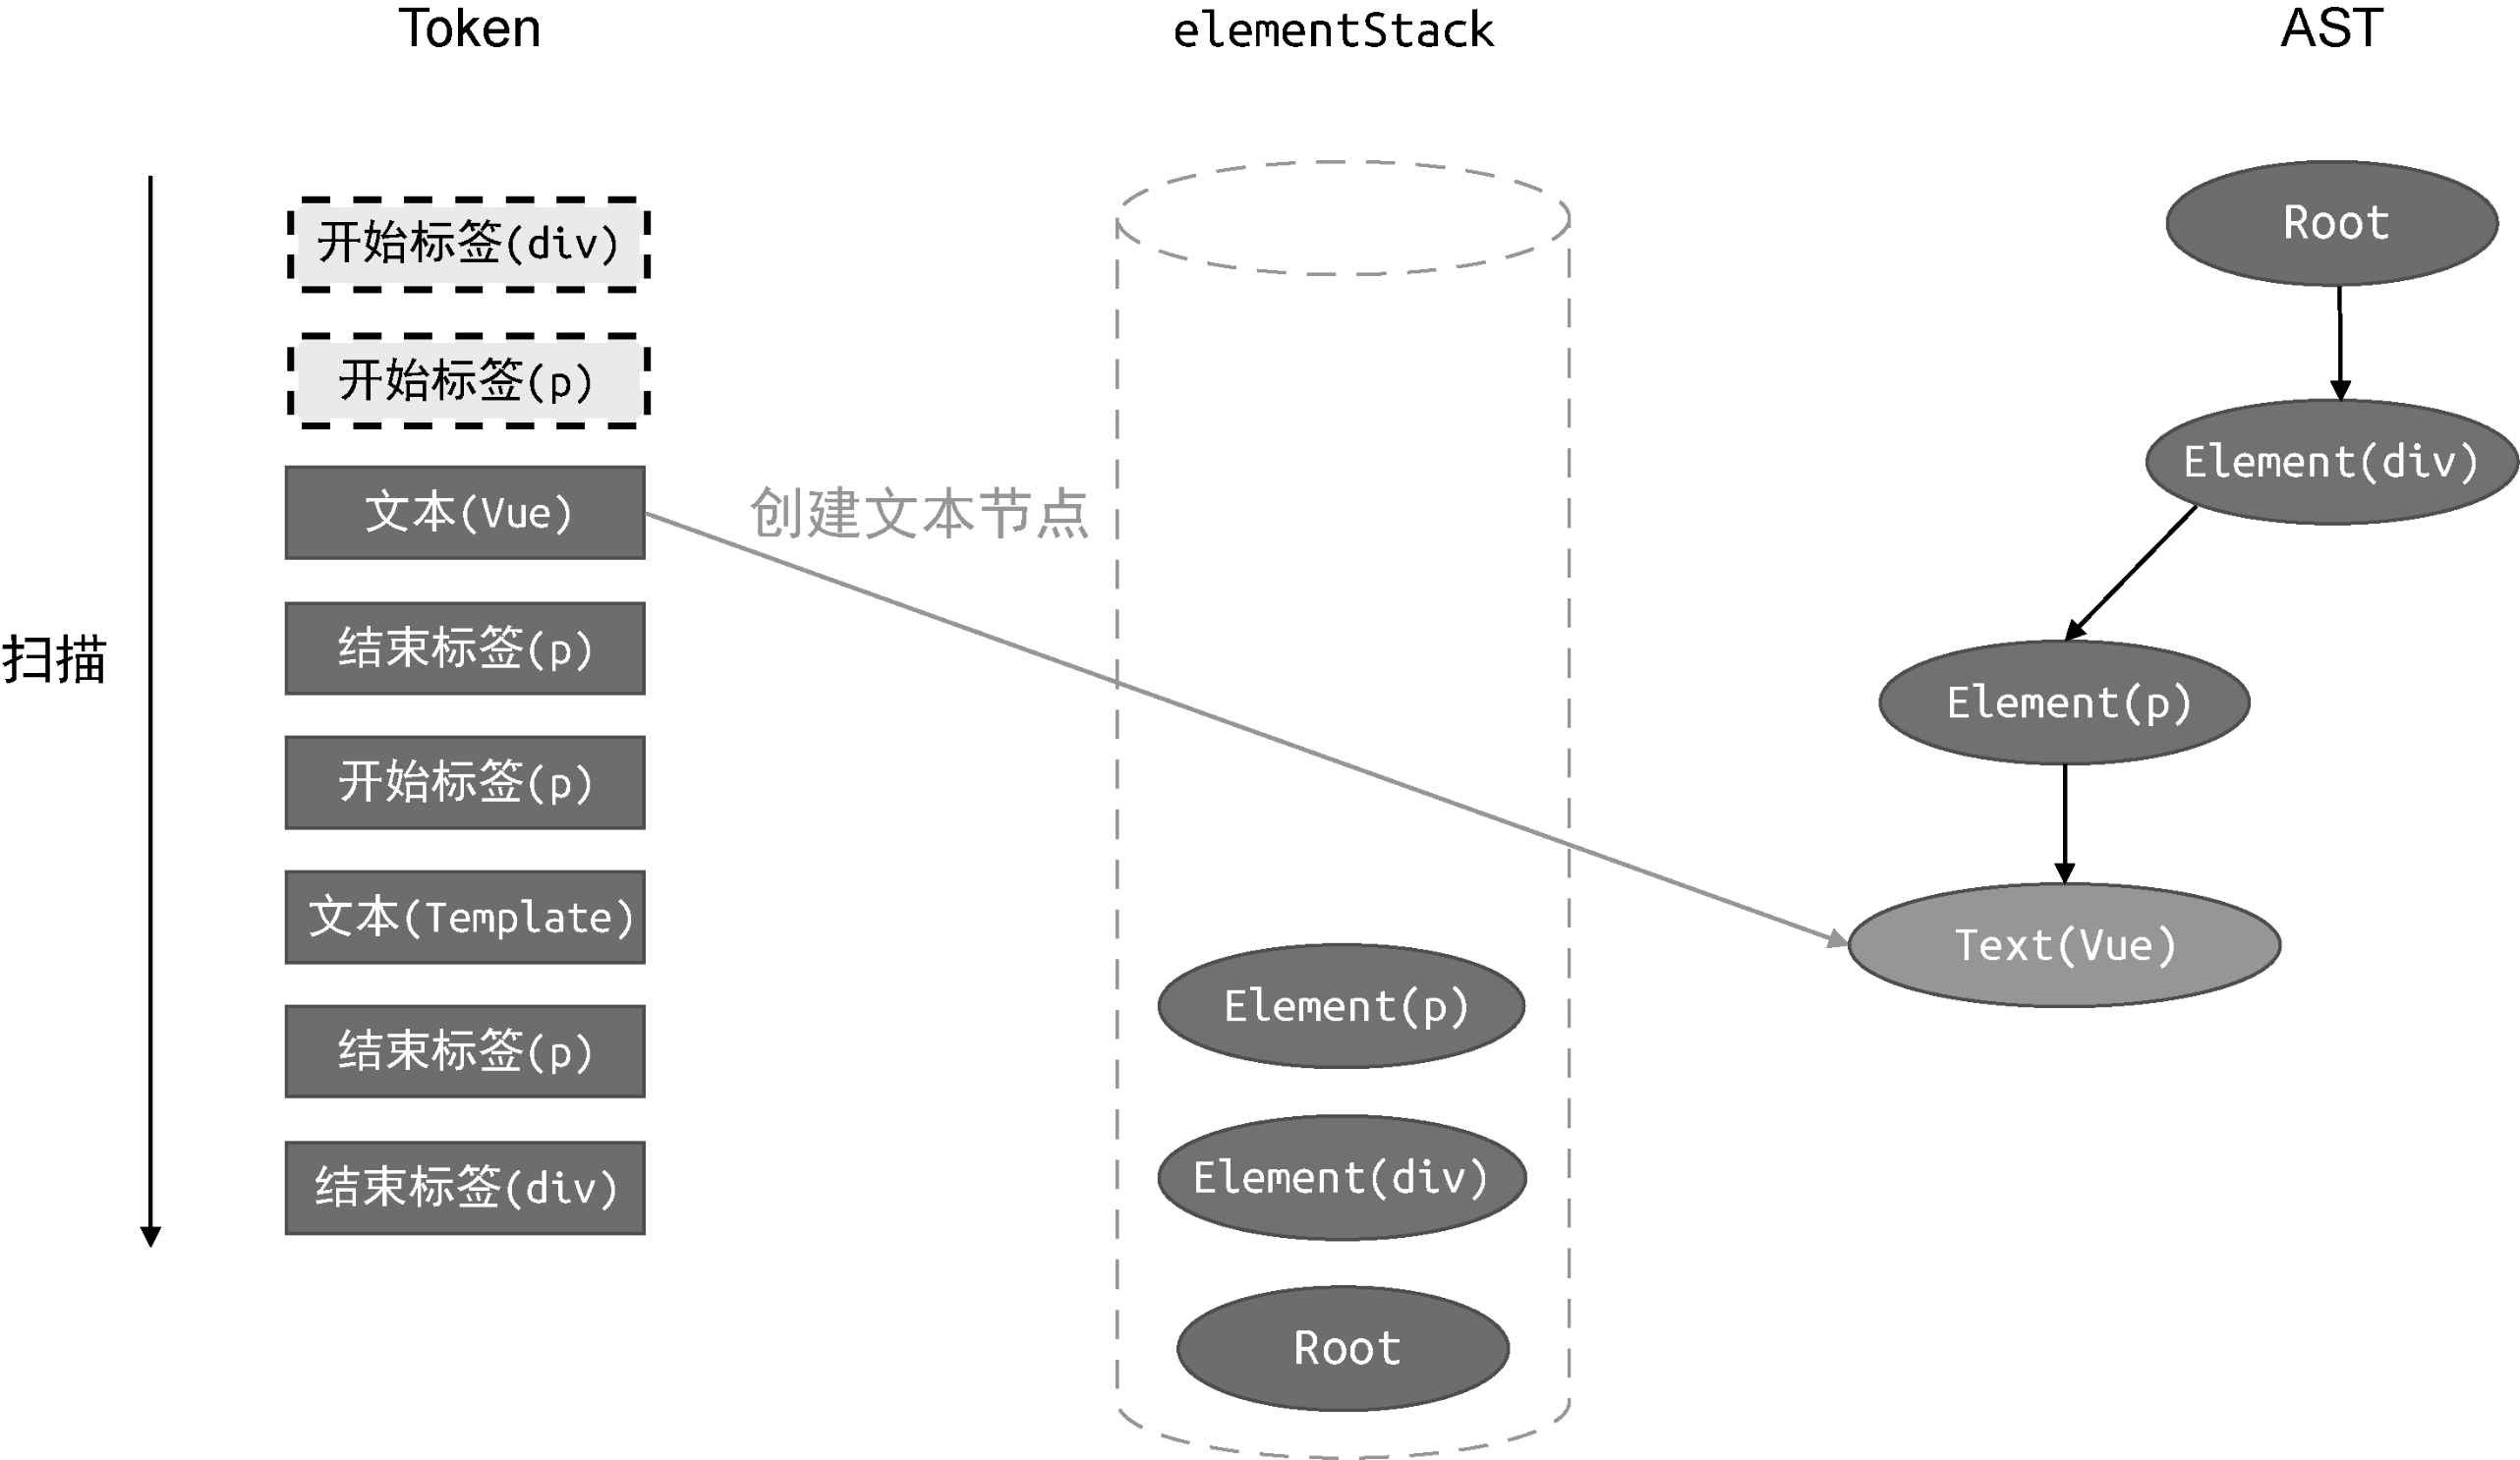 Token
elementStack
AST
扫描
开始标签(div)
开始标签(p)
文本(Vue)
结束标签(p)
开始标签(p)
文本(Template)
结束标签(p)
结束标签(div)
创建文本节点
Element(p)
Element(div)
Root
Root
Element(div)
Element(p)
Text(Vue)